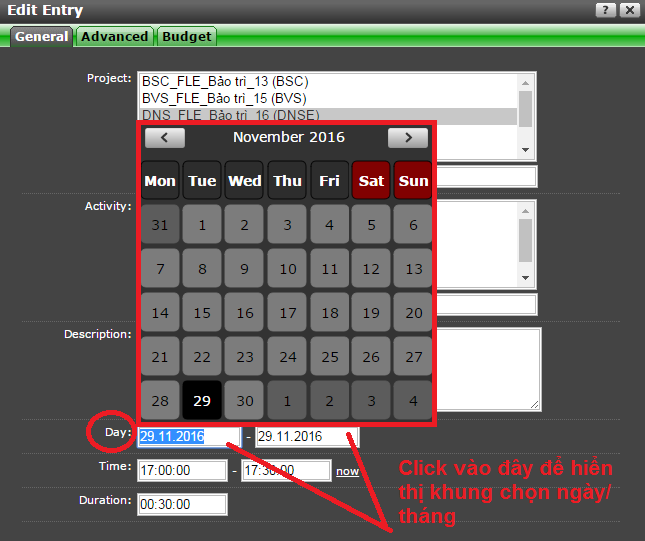 Edit Entry ? ×
General Advanced Budget
Project:
BSC_FLE_Bảo trì_13 (BSC)
BVS_FLE_Bảo trì_15 (BVS)
DNS_FLE_Bảo trì_16 (DNSE)
November 2016
Mon Tue Wed Thu Fri Sat Sun
31 1 2 3 4 5 6
Activity:
7 8 9 10 11 12 13
14 15 16 17 18 19 20
Description:
21 22 23 24 25 26 27
28 29 30 1 2 3 4
Day: 29.11.2016 - 29.11.2016
Time: 17:00:00 - 17:30:00 now
Duration: 00:30:00
Click vào đây để hiển
thị khung chọn ngày/
tháng